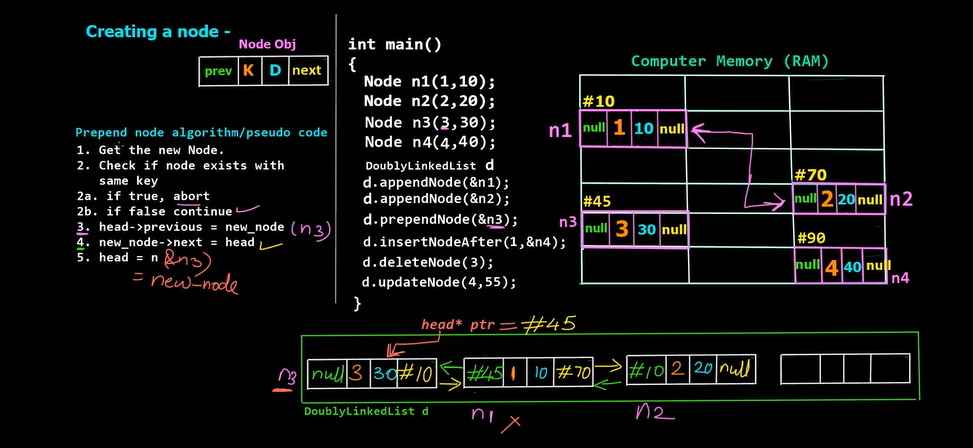 Creating a node -
Node Obj
prev K D next
Prepend node algorithm/pseudo code
1. Get the new Node.
2. Check if node exists with
same key
2a. if true, abort
2b. if false continue
3. head->previous = new_node (n3)
4. new_node->next = head
5. head = n (&n3)
= new_node
int main()
{
Node n1(1,10);
Node n2(2,20);
Node n3(3,30);
Node n4(4,40);
DoublyLinkedList d
d.appendNode(&n1);
d.appendNode(&n2);
d.prependNode(&n3);
d.insertNodeAfter(1,&n4);
d.deleteNode(3);
d.updateNode(4,55);
}
Computer Memory (RAM)
#10
n1 null 1 10 null
#70
null 2 20 null n2
#45
n3 null 3 30 null
#90
null 4 40 null n4
head* ptr = #45
n3 null 3 30 #10 #45 1 10 #70 #10 2 20 null
DoublyLinkedList d
n1 n2